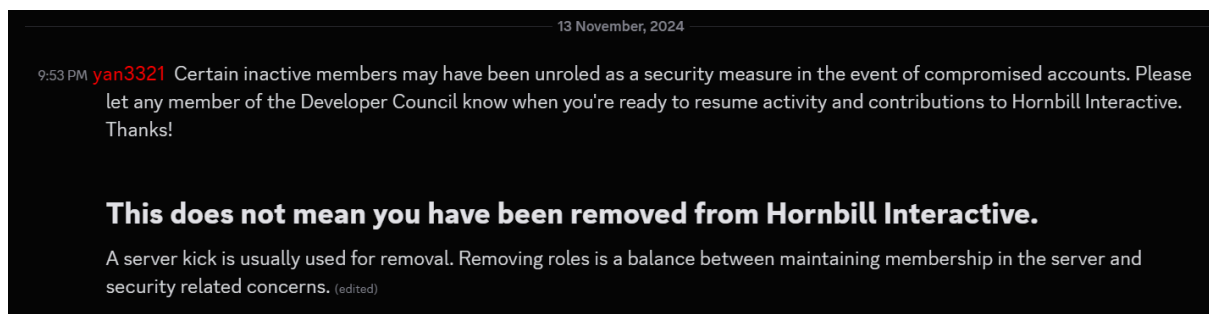 13 November, 2024
9:53 PM yan3321 Certain inactive members may have been unroled as a security measure in the event of compromised accounts. Please
let any member of the Developer Council know when you're ready to resume activity and contributions to Hornbill Interactive.
Thanks!
This does not mean you have been removed from Hornbill Interactive.
A server kick is usually used for removal. Removing roles is a balance between maintaining membership in the server and
security related concerns. (edited)